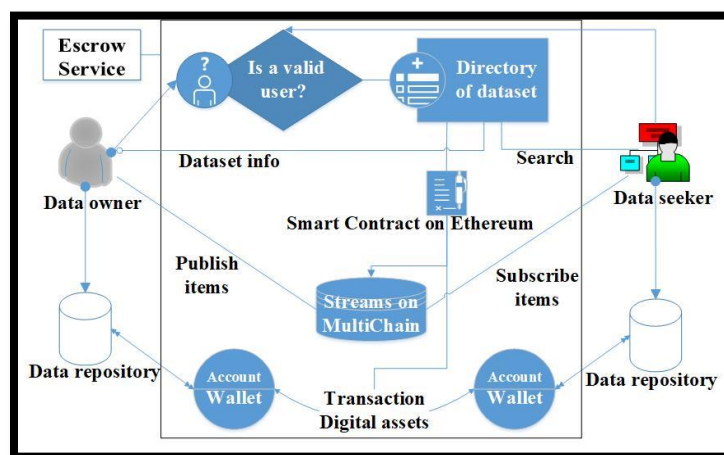 Escrow
Service
?
Is a valid
user?
Directory
of dataset
Dataset info
Search
Data owner
Data seeker
Smart Contract on Ethereum
Publish
items
Subscribe
items
Streams on
MultiChain
Data repository
Data repository
Account
Wallet
Account
Wallet
Transaction
Digital assets